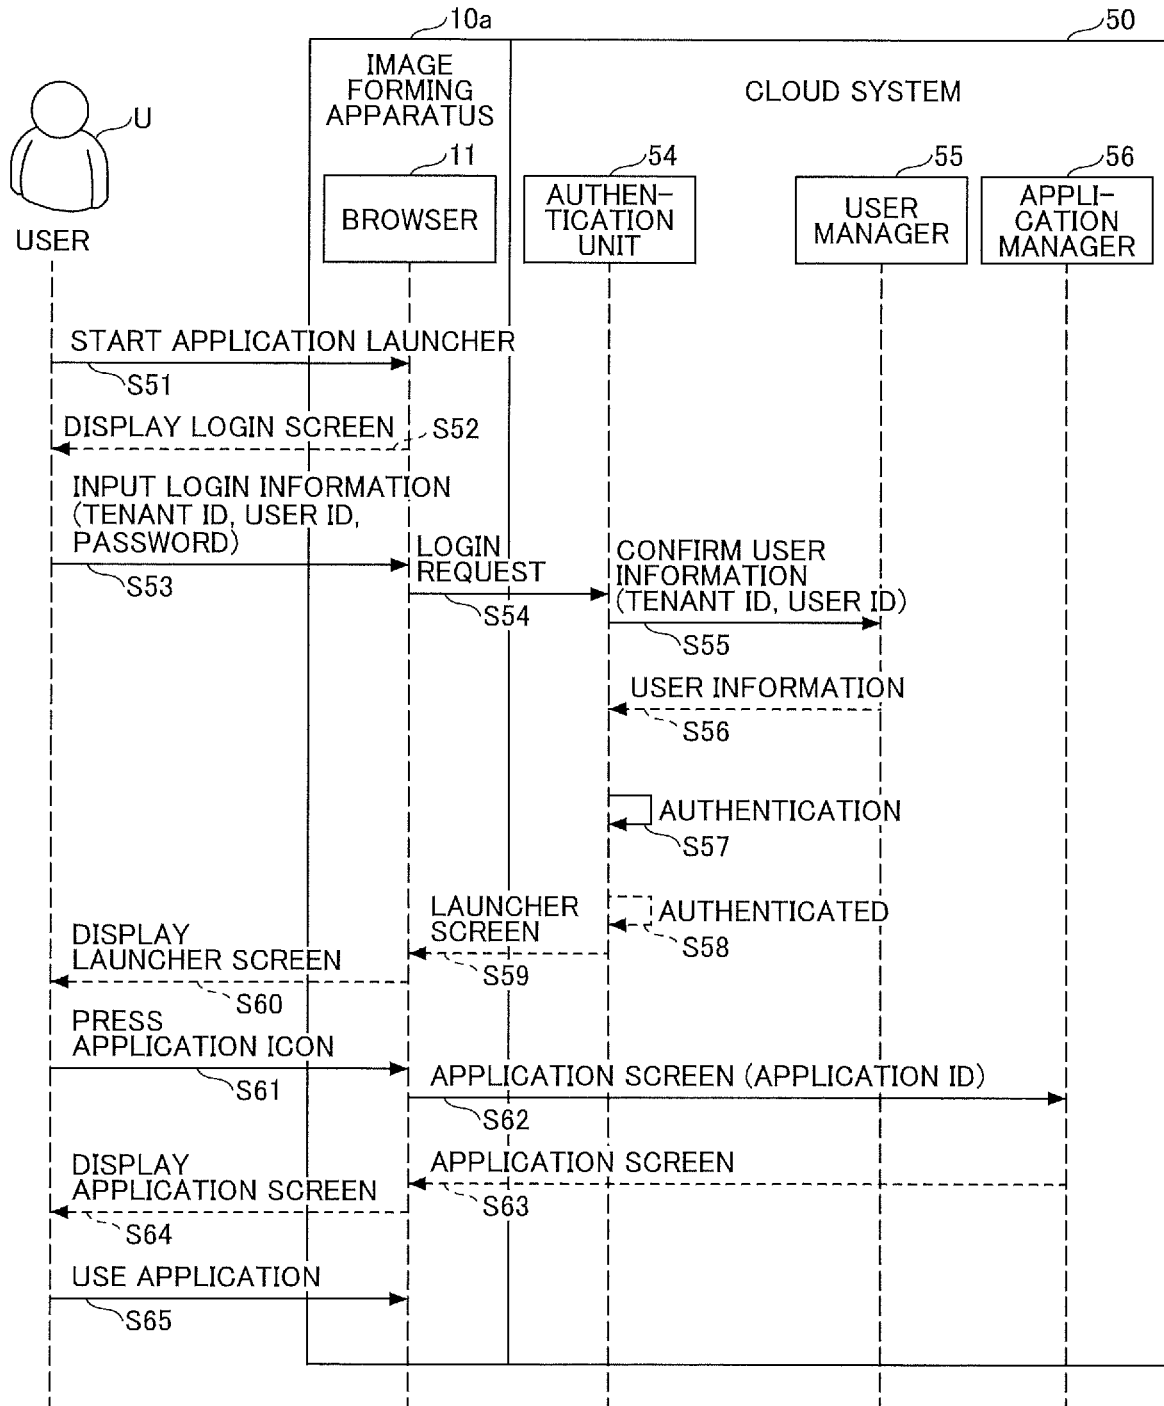 10a
50
IMAGE
FORMING
APPARATUS
CLOUD SYSTEM
U
USER
11
BROWSER
54
AUTHEN-
TICATION
UNIT
55
USER
MANAGER
56
APPLI-
CATION
MANAGER
START APPLICATION LAUNCHER
S51
DISPLAY LOGIN SCREEN
S52
INPUT LOGIN INFORMATION
(TENANT ID, USER ID,
PASSWORD)
S53
LOGIN
REQUEST
S54
CONFIRM USER
INFORMATION
(TENANT ID, USER ID)
S55
USER INFORMATION
S56
AUTHENTICATION
S57
AUTHENTICATED
S58
LAUNCHER
SCREEN
S59
DISPLAY
LAUNCHER SCREEN
S60
PRESS
APPLICATION ICON
S61
APPLICATION SCREEN (APPLICATION ID)
S62
APPLICATION SCREEN
S63
DISPLAY
APPLICATION SCREEN
S64
USE APPLICATION
S65